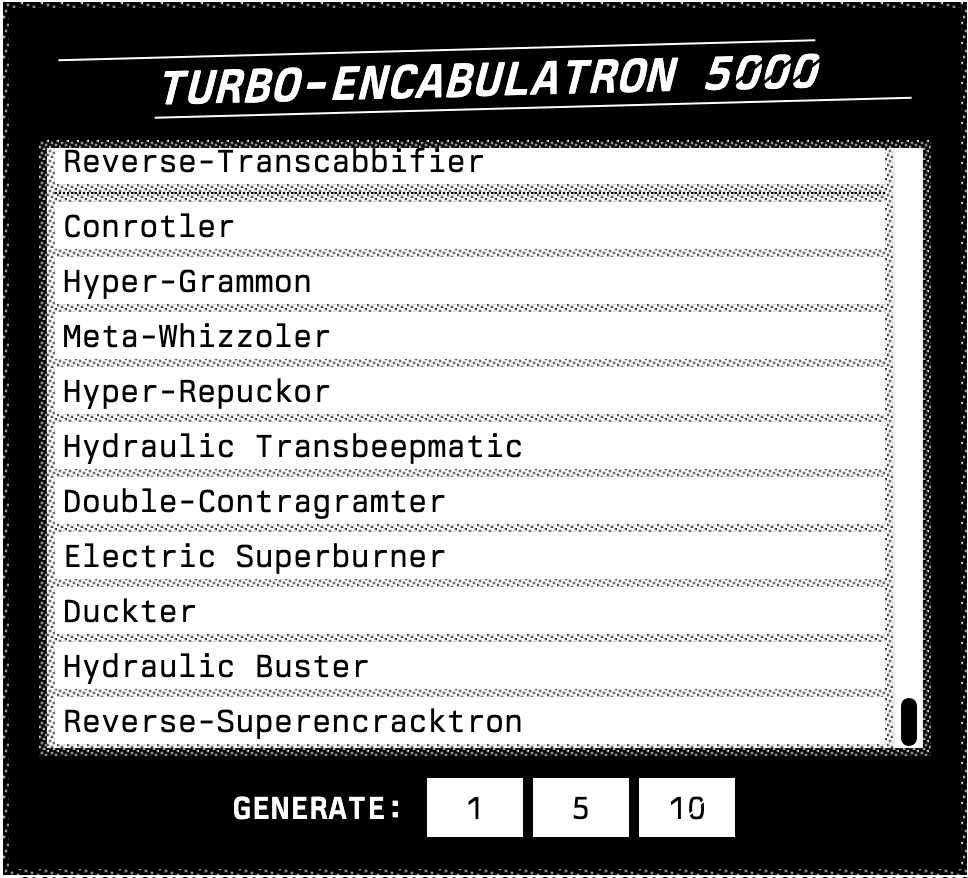 TURBO-ENCABULATRON 5000
Reverse-Transcabbifier
Conrotler
Hyper-Grammon
Meta-Whizzoler
Hyper-Repuckor
Hydraulic Transbeepmatic
Double-Contragramter
Electric Superburner
Duckter
Hydraulic Buster
Reverse-Superencracktron
GENERATE: 1 5 10